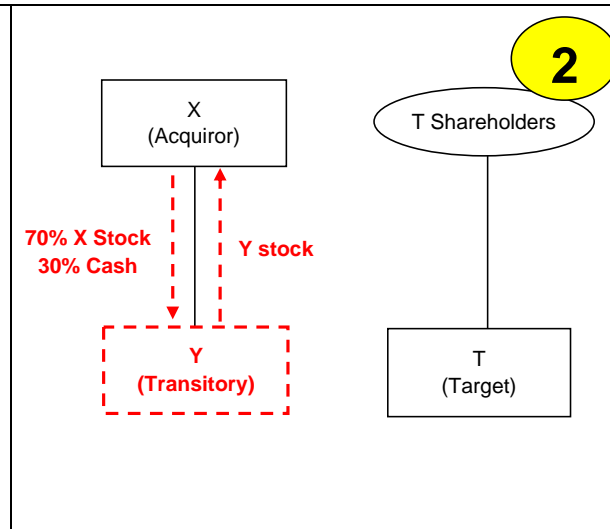 2
X
(Acquiror)
T Shareholders
70% X Stock
30% Cash
Y stock
Y
(Transitory)
T
(Target)